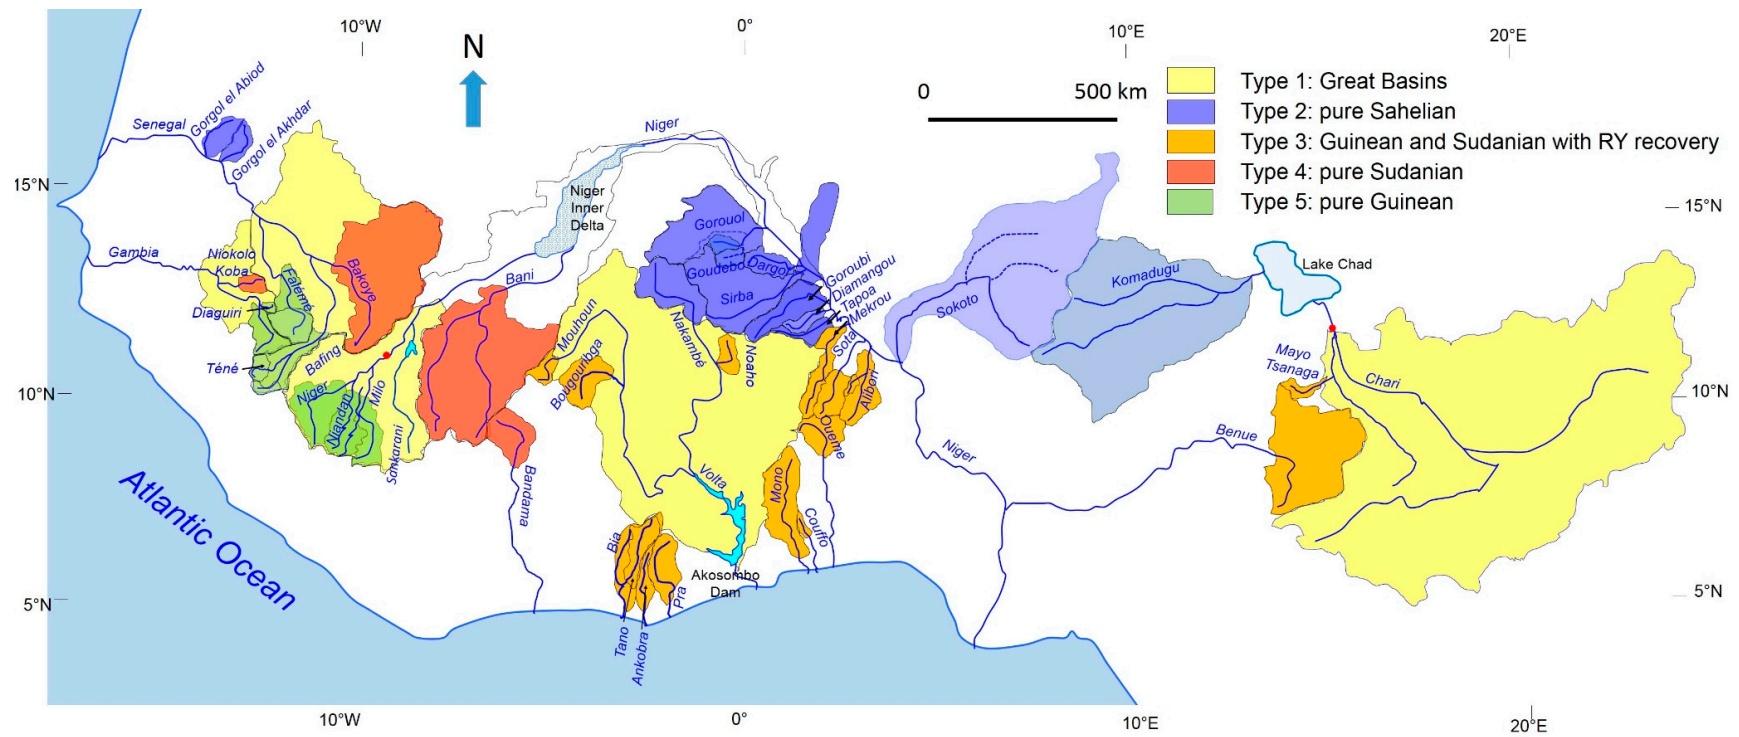 10°W
0°
10°E
20°E
N
0
500 km
Type 1: Great Basins
Type 2: pure Sahelian
Type 3: Guinean and Sudanian with RY recovery
Type 4: pure Sudanian
Type 5: pure Guinean
Gorgol el Abiod
Senegal
Gorgol el Akhdar
Niger
15°N
15°N
Niger
Inner
Delta
Gorouol
Gambia
Niokolo
Koba
Falémé
Bakoye
Bani
Goudebo
Dargol
Goroubi
Diamangou
Tapoa
Mekrou
Sirba
Sokoto
Komadugu
Lake Chad
Diaguiri
Mouhoun
Nakambé
Sota
Noaho
Téné
Bafing
Bougouribga
Alibori
Mayo
Tsanaga
Chari
10°N
10°N
Niger
Milo
Niandan
Sankarani
Oueme
Niger
Benue
Volta
Mono
Couffo
Bandama
Atlantic Ocean
Bia
Akosombo
Dam
Pra
5°N
5°N
Tano
Ankobra
10°W
0°
10°E
20°E